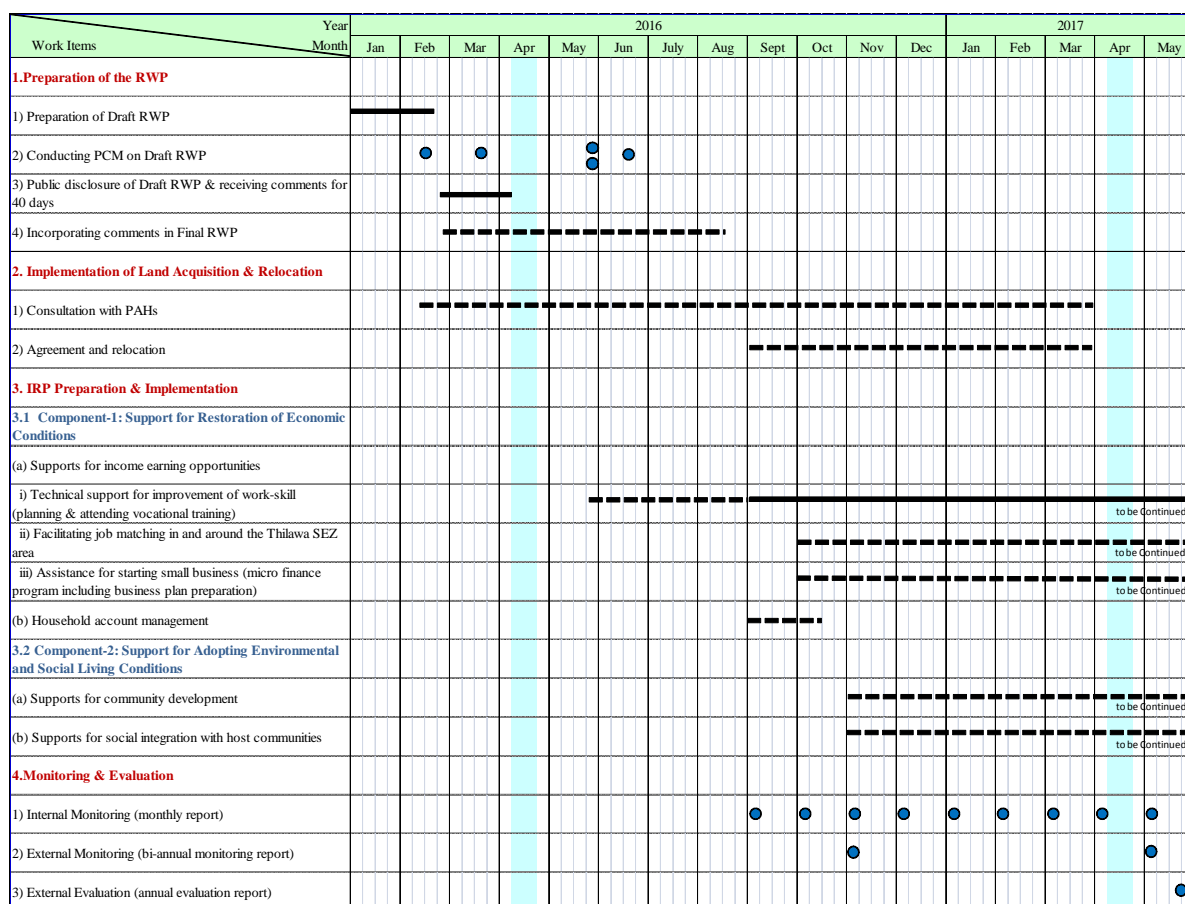 Year
2016
2017
Work Items
Month
Jan
Feb
Mar
Apr
May
Jun
July
Aug
Sept
Oct
Nov
Dec
Jan
Feb
Mar
Apr
May
1.Preparation of the RWP
1) Preparation of Draft RWP
2) Conducting PCM on Draft RWP
3) Public disclosure of Draft RWP & receiving comments for
40 days
4) Incorporating comments in Final RWP
2. Implementation of Land Acquisition & Relocation
1) Consultation with PAHs
2) Agreement and relocation
3. IRP Preparation & Implementation
3.1 Component-1: Support for Restoration of Economic
Conditions
(a) Supports for income earning opportunities
i) Technical support for improvement of work-skill
(planning & attending vocational training)
to be Continued
ii) Facilitating job matching in and around the Thilawa SEZ
area
to be Continued
iii) Assistance for starting small business (micro finance
program including business plan preparation)
to be Continued
(b) Household account management
3.2 Component-2: Support for Adopting Environmental
and Social Living Conditions
(a) Supports for community development
to be Continued
(b) Supports for social integration with host communities
to be Continued
4.Monitoring & Evaluation
1) Internal Monitoring (monthly report)
2) External Monitoring (bi-annual monitoring report)
3) External Evaluation (annual evaluation report)